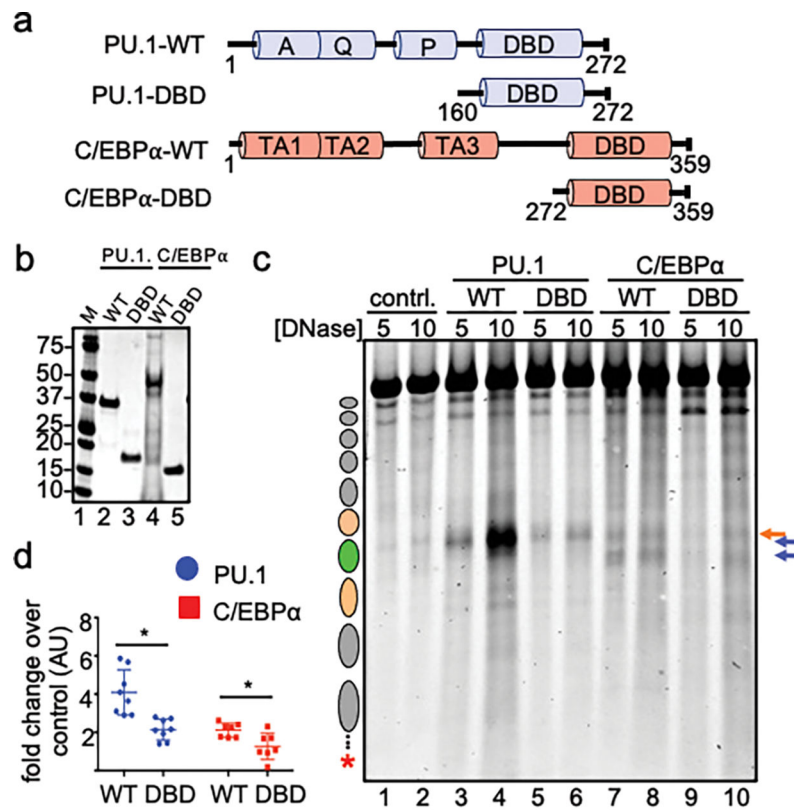 a
PU.1-WT A Q P DBD
1 272
PU.1-DBD DBD
160 272
C/EBPα-WT TA1 TA2 TA3 DBD
1 359
C/EBPα-DBD DBD
272 359
b
PU.1. C/EBPα
M WT DBD WT DBD
75
50
37
25
20
15
10
1 2 3 4 5
c
PU.1 C/EBPα
contrl. WT DBD WT DBD
[DNase] 5 10 5 10 5 10 5 10 5 10
*
1 2 3 4 5 6 7 8 9 10
d
PU.1
C/EBPα
fold change over
control (AU)
8
6
4
2
* *
WT DBD WT DBD